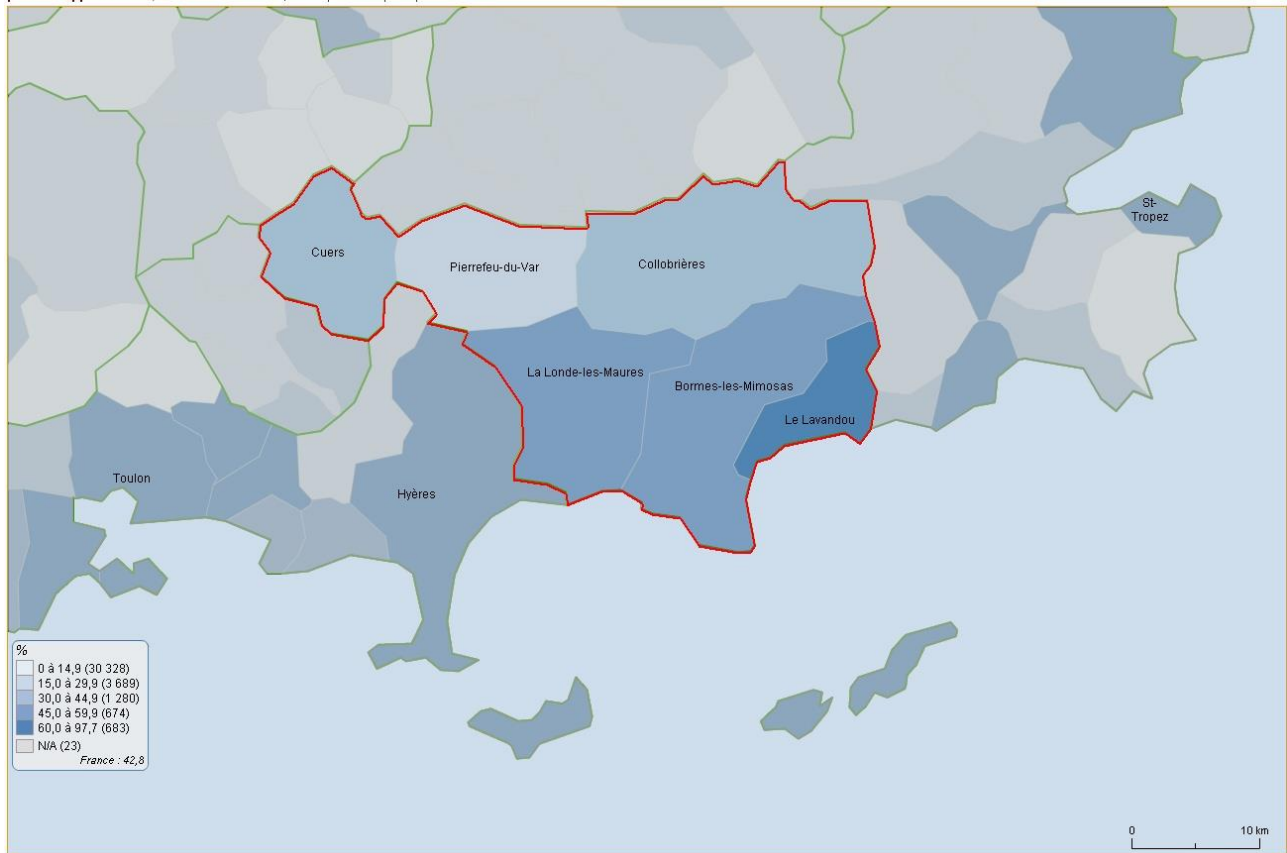 St-
Tropez
Cuers
Pierrefeu-du-Var
Collobrières
La Londe-les-Maures
Bormes-les-Mimosas
Le Lavandou
Toulon
Hyères
%
0 à 14,9 (30 328)
15,0 à 29,9 (3 689)
30,0 à 44,9 (1 280)
45,0 à 59,9 (674)
60,0 à 97,7 (683)
N/A (23)
France : 42,8
0 10 km